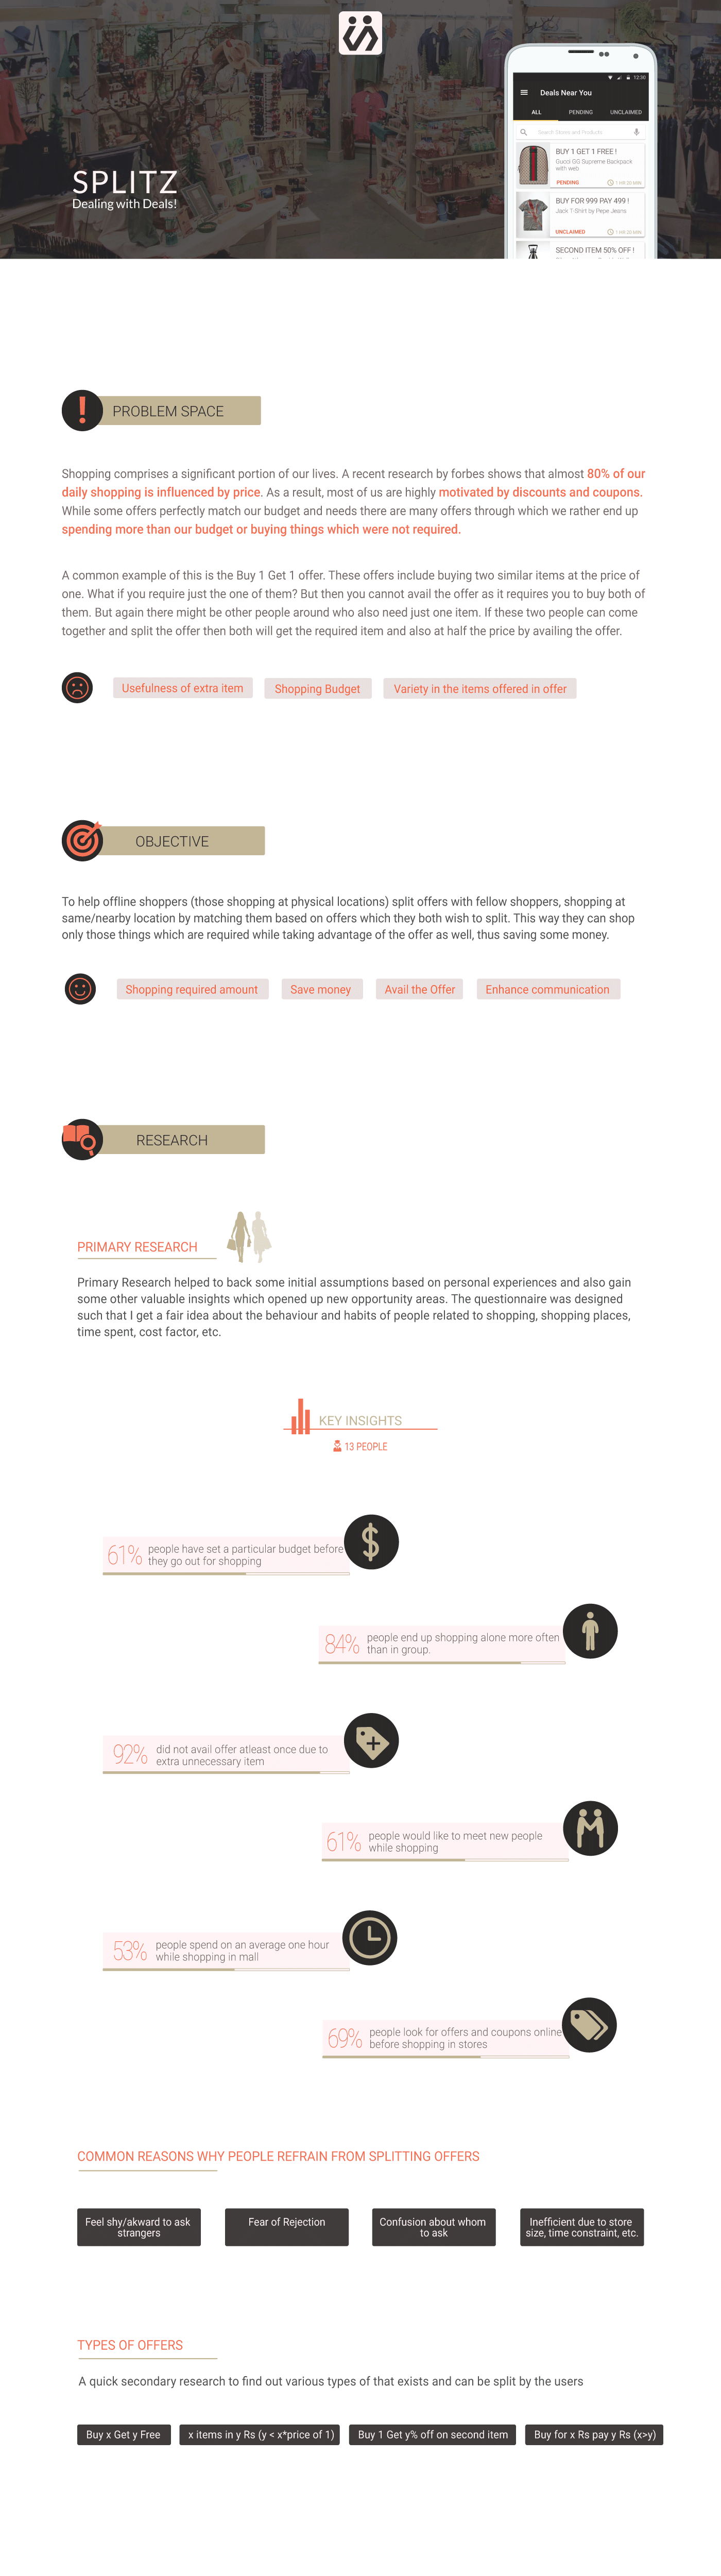 12:30
Deals Near You
ALL PENDING UNCLAIMED
Search Stores and Products
BUY 1 GET 1 FREE !
Gucci GG Supreme Backpack
with web
PENDING 1 HR 20 MIN
BUY FOR 999 PAY 499 !
Jack T-Shirt by Pepe Jeans
UNCLAIMED 1 HR 20 MIN
SECOND ITEM 50% OFF !
SPLITZ
Dealing with Deals!
PROBLEM SPACE
Shopping comprises a significant portion of our lives. A recent research by forbes shows that almost 80% of our
daily shopping is influenced by price. As a result, most of us are highly motivated by discounts and coupons.
While some offers perfectly match our budget and needs there are many offers through which we rather end up
spending more than our budget or buying things which were not required.
A common example of this is the Buy 1 Get 1 offer. These offers include buying two similar items at the price of
one. What if you require just the one of them? But then you cannot avail the offer as it requires you to buy both of
them. But again there might be other people around who also need just one item. If these two people can come
together and split the offer then both will get the required item and also at half the price by availing the offer.
Usefulness of extra item
Shopping Budget
Variety in the items offered in offer
OBJECTIVE
To help offline shoppers (those shopping at physical locations) split offers with fellow shoppers, shopping at
same/nearby location by matching them based on offers which they both wish to split. This way they can shop
only those things which are required while taking advantage of the offer as well, thus saving some money.
Shopping required amount
Save money
Avail the Offer
Enhance communication
RESEARCH
PRIMARY RESEARCH
Primary Research helped to back some initial assumptions based on personal experiences and also gain
some other valuable insights which opened up new opportunity areas. The questionnaire was designed
such that I get a fair idea about the behaviour and habits of people related to shopping, shopping places,
time spent, cost factor, etc.
KEY INSIGHTS
13 PEOPLE
61% people have set a particular budget before
they go out for shopping
84% people end up shopping alone more often
than in group.
92% did not avail offer atleast once due to
extra unnecessary item
61% people would like to meet new people
while shopping
53% people spend on an average one hour
while shopping in mall
69% people look for offers and coupons online
before shopping in stores
COMMON REASONS WHY PEOPLE REFRAIN FROM SPLITTING OFFERS
Feel shy/akward to ask
strangers
Fear of Rejection
Confusion about whom
to ask
Inefficient due to store
size, time constraint, etc.
TYPES OF OFFERS
A quick secondary research to find out various types of that exists and can be split by the users
Buy x Get y Free
x items in y Rs (y < x*price of 1)
Buy 1 Get y% off on second item
Buy for x Rs pay y Rs (x>y)